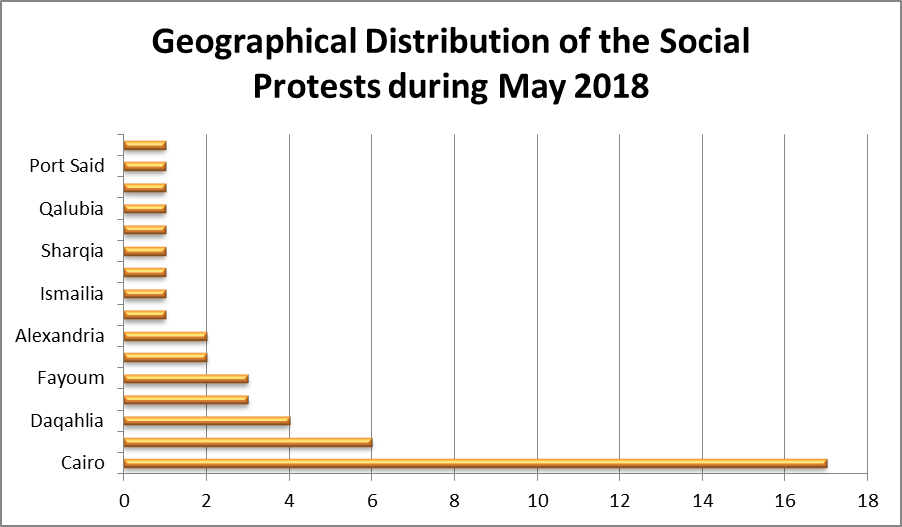 Geographical Distribution of the Social
Protests during May 2018
Port Said
Qalubia
Sharqia
Ismailia
Alexandria
Fayoum
Daqahlia
Cairo
0 2 4 6 8 10 12 14 16 18